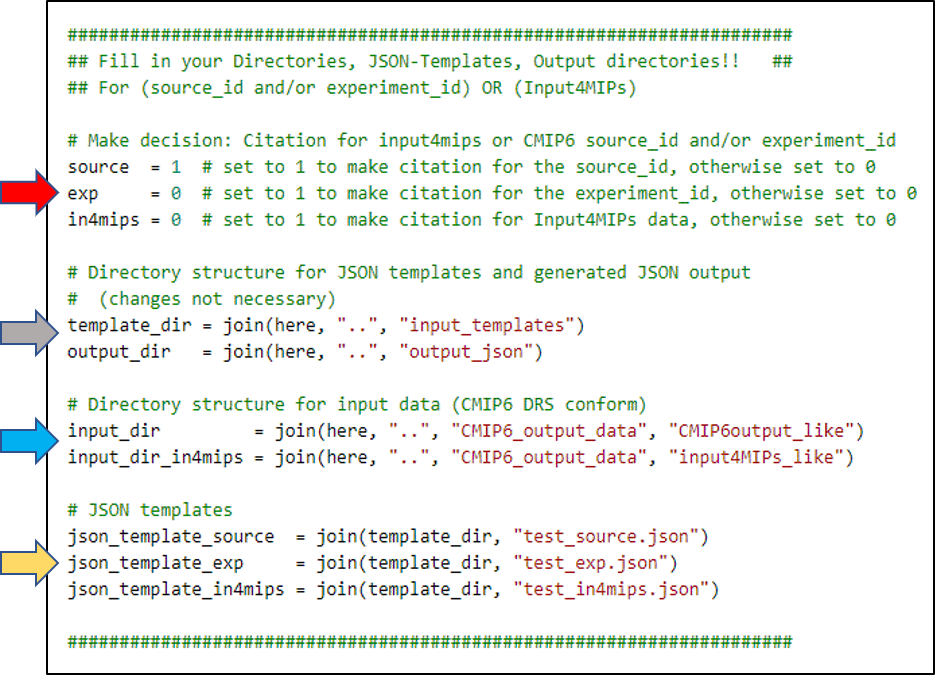 ######################################################################
## Fill in your Directories, JSON-Templates, Output directories!!   ##
## For (source_id and/or experiment_id) OR (Input4MIPs)
# Make decision: Citation for input4mips or CMIP6 source_id and/or experiment_id
source  = 1  # set to 1 to make citation for the source_id, otherwise set to 0
exp     = 0  # set to 1 to make citation for the experiment_id, otherwise set to 0
in4mips = 0  # set to 1 to make citation for Input4MIPs data, otherwise set to 0
# Directory structure for JSON templates and generated JSON output
#  (changes not necessary)
template_dir = join(here, "..", "input_templates")
output_dir   = join(here, "..", "output_json")
# Directory structure for input data (CMIP6 DRS conform)
input_dir         = join(here, "..", "CMIP6_output_data", "CMIP6output_like")
input_dir_in4mips = join(here, "..", "CMIP6_output_data", "input4MIPs_like")
# JSON templates
json_template_source  = join(template_dir, "test_source.json")
json_template_exp     = join(template_dir, "test_exp.json")
json_template_in4mips = join(template_dir, "test_in4mips.json")
######################################################################